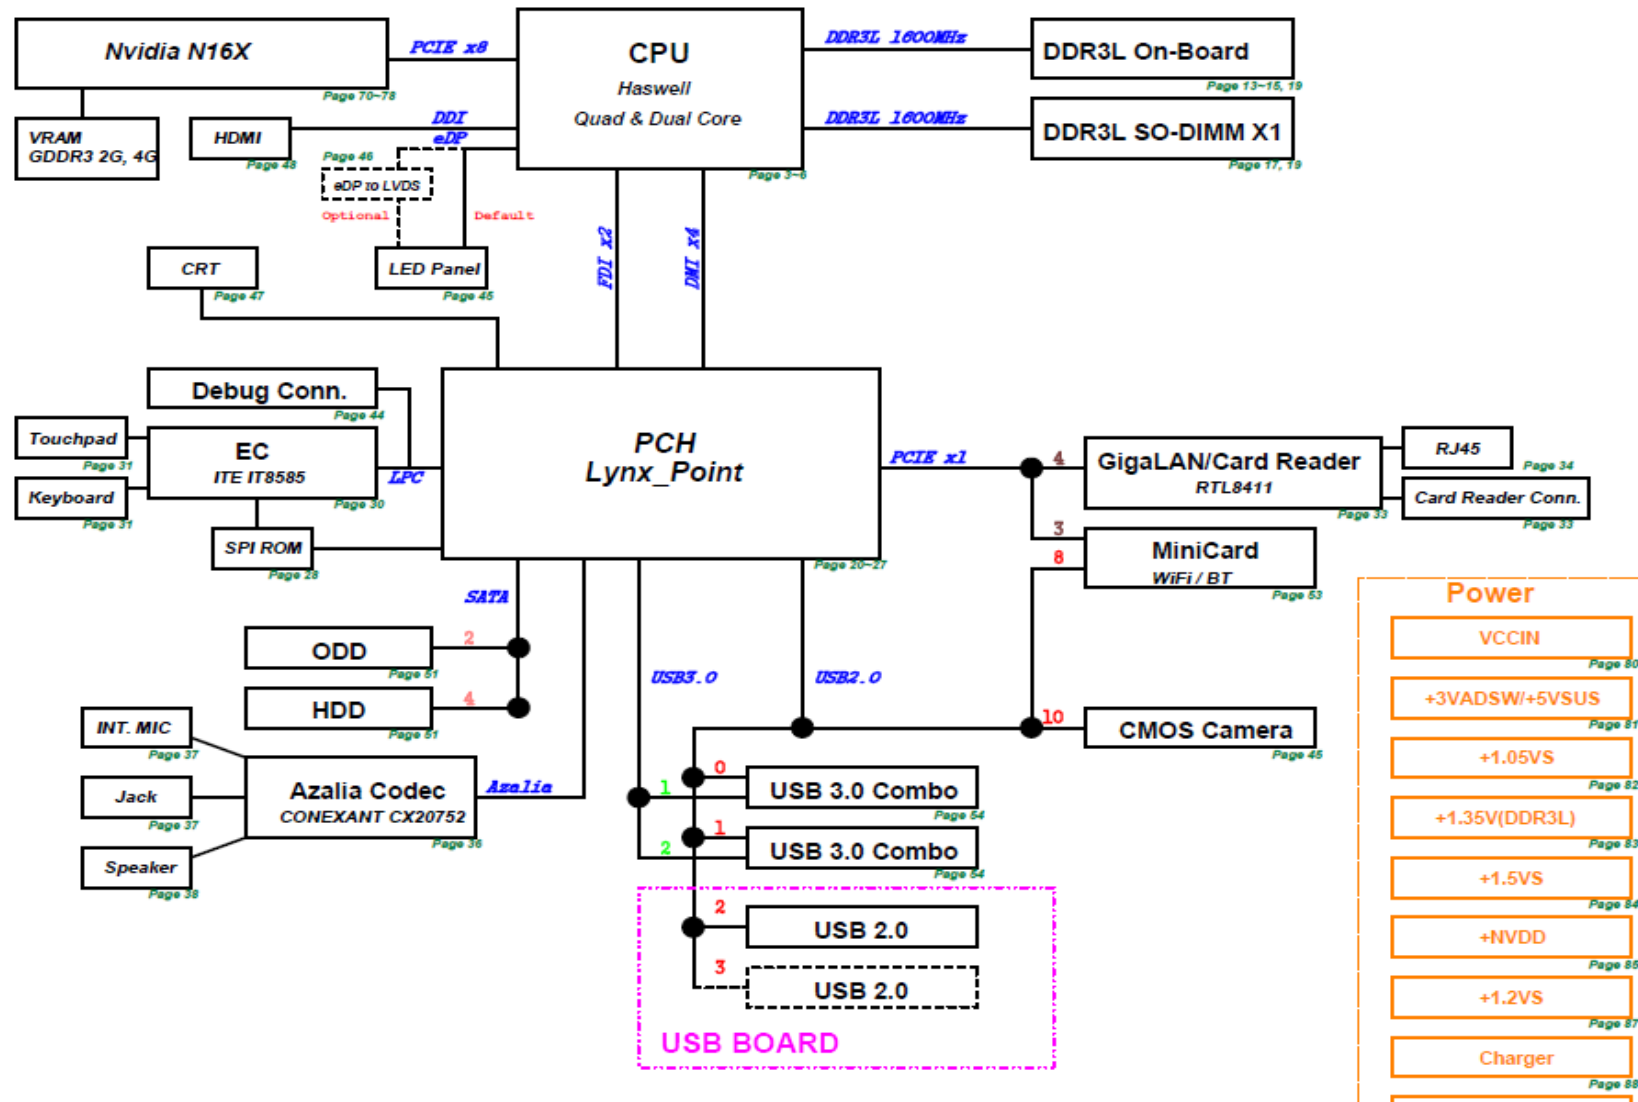 Nvidia N16X
Page 70~78
PCIE x8
CPU
Haswell
Quad & Dual Core
Page 3~6
DDR3L 1600MHz
DDR3L On-Board
Page 13~15, 19
DDR3L 1600MHz
DDR3L SO-DIMM X1
Page 17, 19
VRAM
GDDR3 2G, 4G
HDMI
Page 48
DDI
eDP
Page 46
eDP to LVDS
Optional
Default
LED Panel
Page 45
CRT
Page 47
FDI x2
DMI x4
Debug Conn.
Page 44
Touchpad
Page 31
Keyboard
Page 31
EC
ITE IT8585
Page 30
LPC
SPI ROM
Page 28
PCH
Lynx_Point
Page 20~27
PCIE x1
4
GigaLAN/Card Reader
RTL8411
Page 33
RJ45
Page 34
Card Reader Conn.
Page 33
3
8
MiniCard
WiFi / BT
Page 53
SATA
2
ODD
Page 51
4
HDD
Page 51
INT. MIC
Page 37
Jack
Page 37
Speaker
Page 38
Azalia Codec
CONEXANT CX20752
Page 36
Azalia
USB3.0
USB2.0
10
CMOS Camera
Page 45
0
1
USB 3.0 Combo
Page 54
1
2
USB 3.0 Combo
Page 54
2
USB 2.0
3
USB 2.0
USB BOARD
Power
VCCIN
Page 80
+3VADSW/+5VSUS
Page 81
+1.05VS
Page 82
+1.35V(DDR3L)
Page 83
+1.5VS
Page 84
+NVDD
Page 85
+1.2VS
Page 87
Charger
Page 88